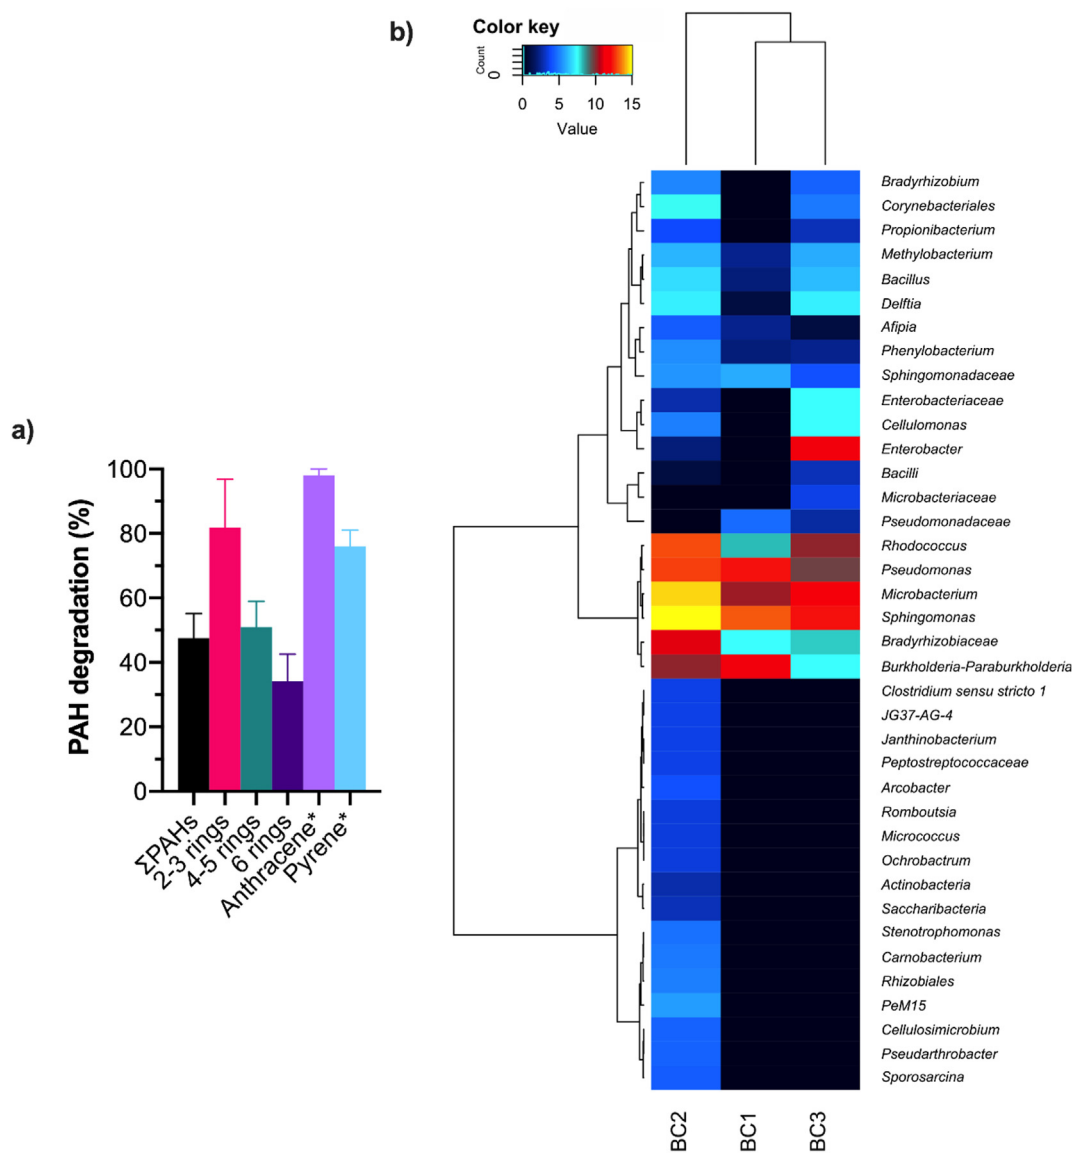 a)
PAH degradation (%)
100
80
60
40
20
0
ΣPAHs
2-3 rings
4-5 rings
6 rings
Anthracene*
Pyrene*
b)
Color key
Count
0
0 5 10 15
Value
Bradyrhizobium
Corynebacteriales
Propionibacterium
Methylobacterium
Bacillus
Delftia
Afipia
Phenylobacterium
Sphingomonadaceae
Enterobacteriaceae
Cellulomonas
Enterobacter
Bacilli
Microbacteriaceae
Pseudomonadaceae
Rhodococcus
Pseudomonas
Microbacterium
Sphingomonas
Bradyrhizobiaceae
Burkholderia-Paraburkholderia
Clostridium sensu stricto 1
JG37-AG-4
Janthinobacterium
Peptostreptococcaceae
Arcobacter
Romboutsia
Micrococcus
Ochrobactrum
Actinobacteria
Saccharibacteria
Stenotrophomonas
Carnobacterium
Rhizobiales
PeM15
Cellulosimicrobium
Pseudarthrobacter
Sporosarcina
BC2
BC1
BC3